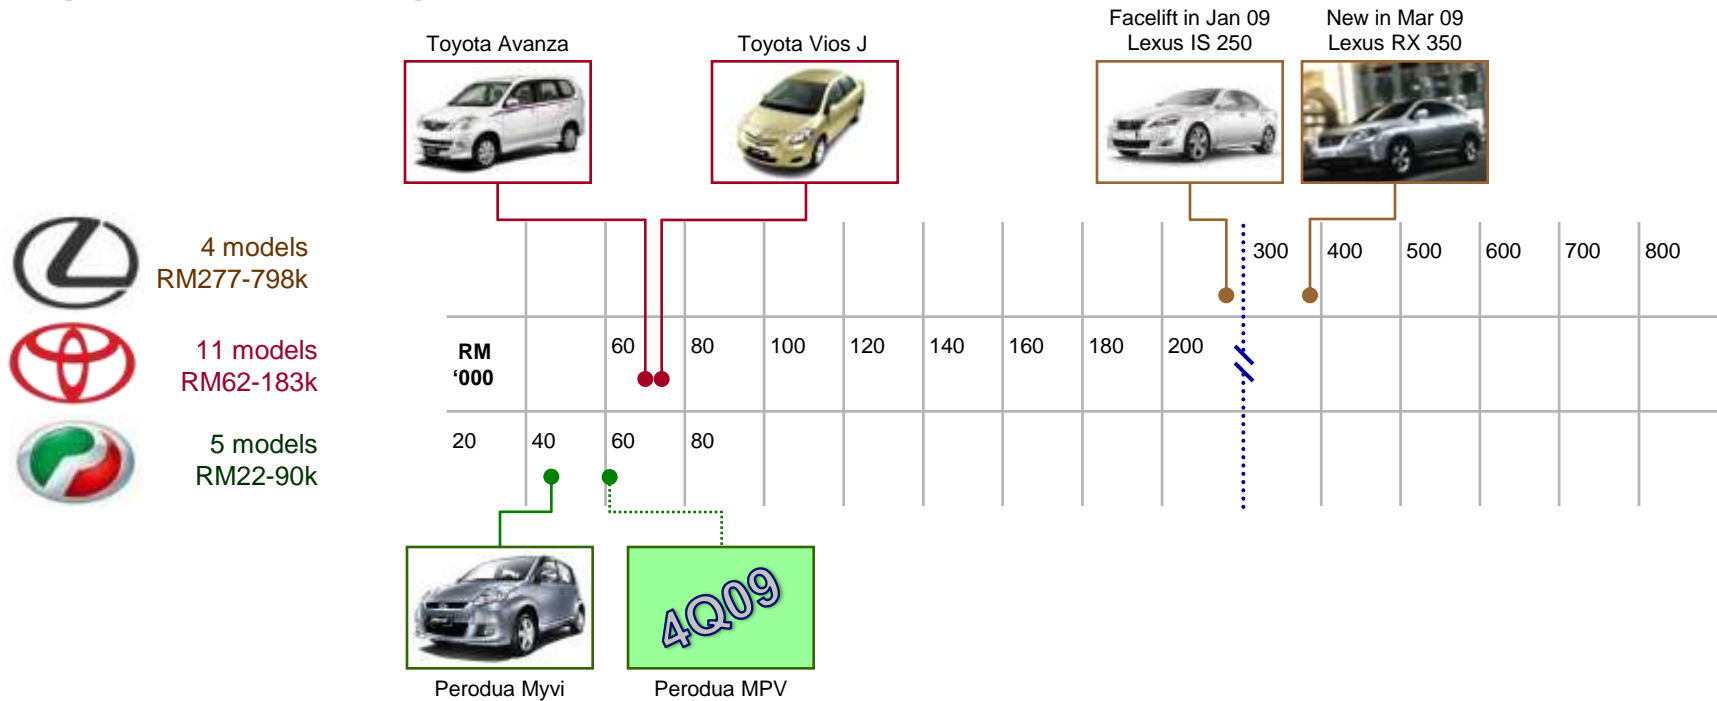 Facelift in Jan 09
Lexus IS 250
New in Mar 09
Lexus RX 350
Toyota Avanza
Toyota Vios J
4 models
RM277-798k
300 400 500 600 700 800
11 models
RM62-183k
RM
‘000
60 80 100 120 140 160 180 200
5 models
RM22-90k
20 40 60 80
4Q09
Perodua Myvi
Perodua MPV